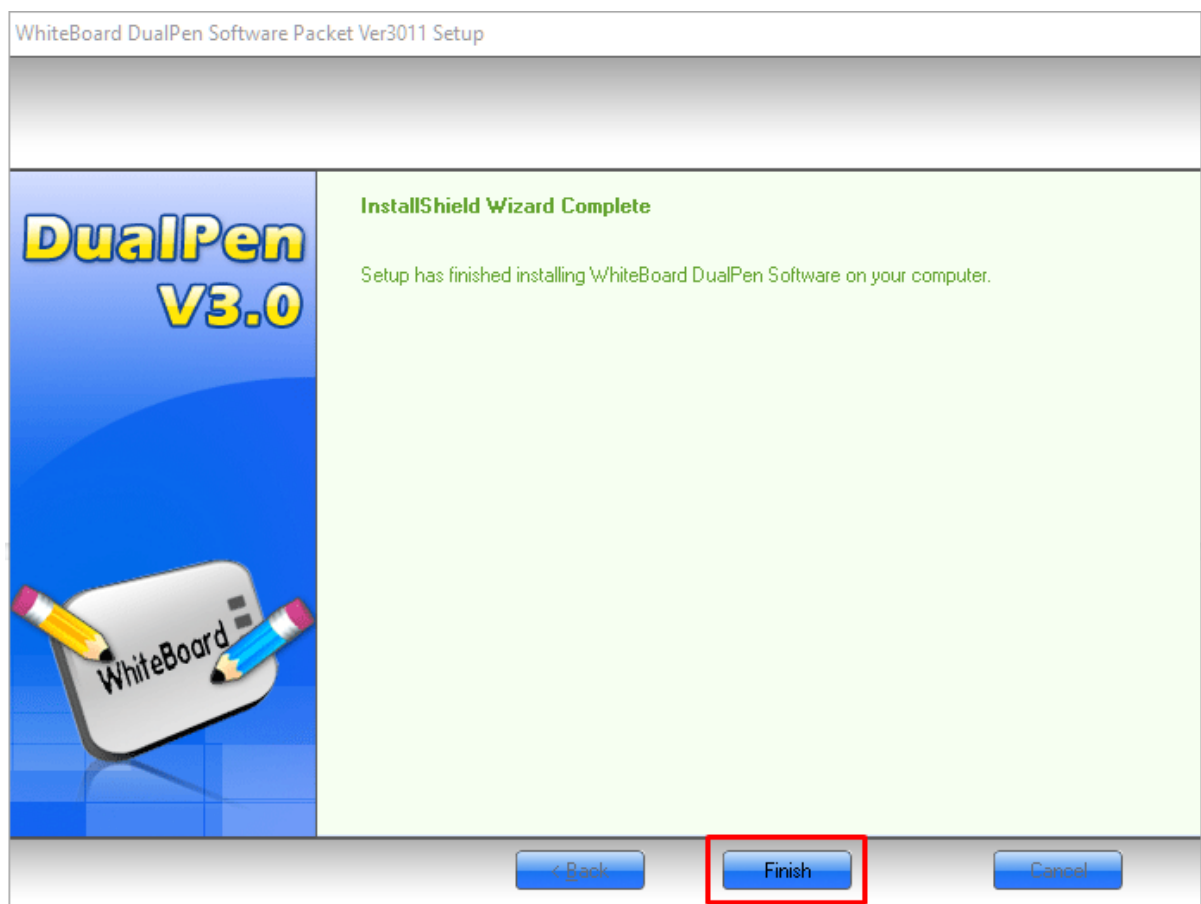 WhiteBoard DualPen Software Packet Ver3011 Setup
DualPen
V3.0
InstallShield Wizard Complete
Setup has finished installing WhiteBoard DualPen Software on your computer.
WhiteBoard
< Back
Finish
Cancel